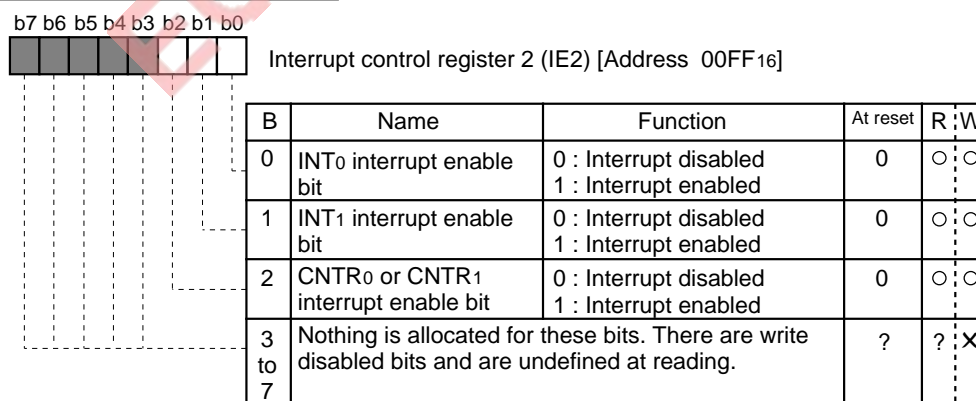 b7 b6 b5 b4 b3 b2 b1 b0
Interrupt control register 2 (IE2) [Address 00FF16]
B Name Function At reset R W
0 INT0 interrupt enable bit 0 : Interrupt disabled 1 : Interrupt enabled 0 ○ ○
1 INT1 interrupt enable bit 0 : Interrupt disabled 1 : Interrupt enabled 0 ○ ○
2 CNTR0 or CNTR1 interrupt enable bit 0 : Interrupt disabled 1 : Interrupt enabled 0 ○ ○
3 to 7 Nothing is allocated for these bits. There are write disabled bits and are undefined at reading. ? ? ×